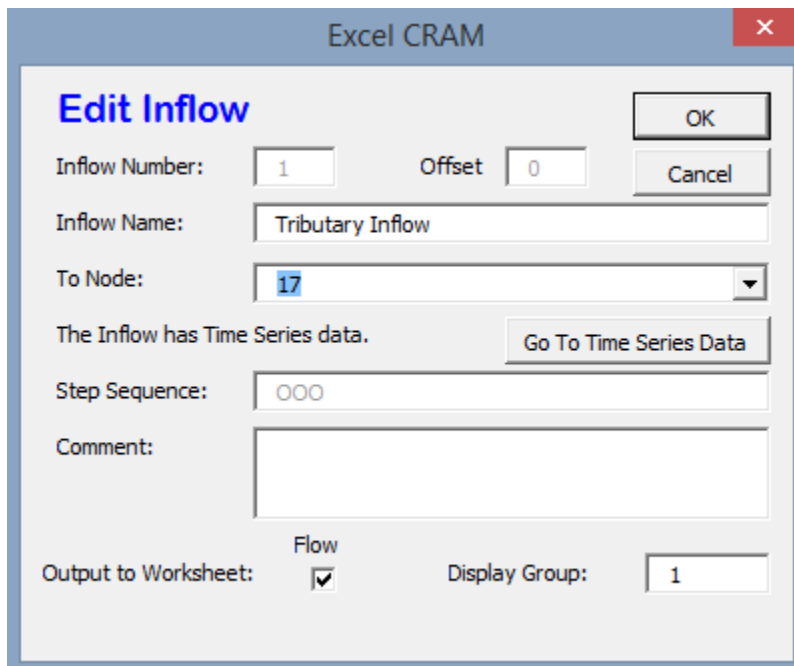 Excel CRAM
×
Edit Inflow
OK
Inflow Number: 1 Offset 0
Cancel
Inflow Name: Tributary Inflow
To Node: 17
The Inflow has Time Series data. Go To Time Series Data
Step Sequence: OOO
Comment:
Flow
Output to Worksheet: Display Group: 1